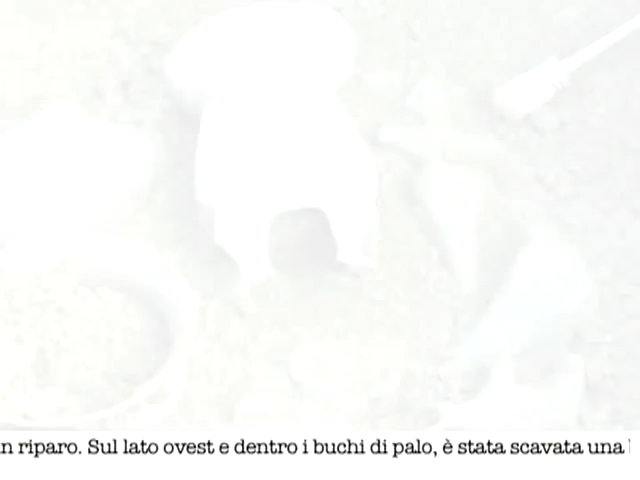 n riparo. Sul lato ovest e dentro i buchi di palo, è stata scavata una